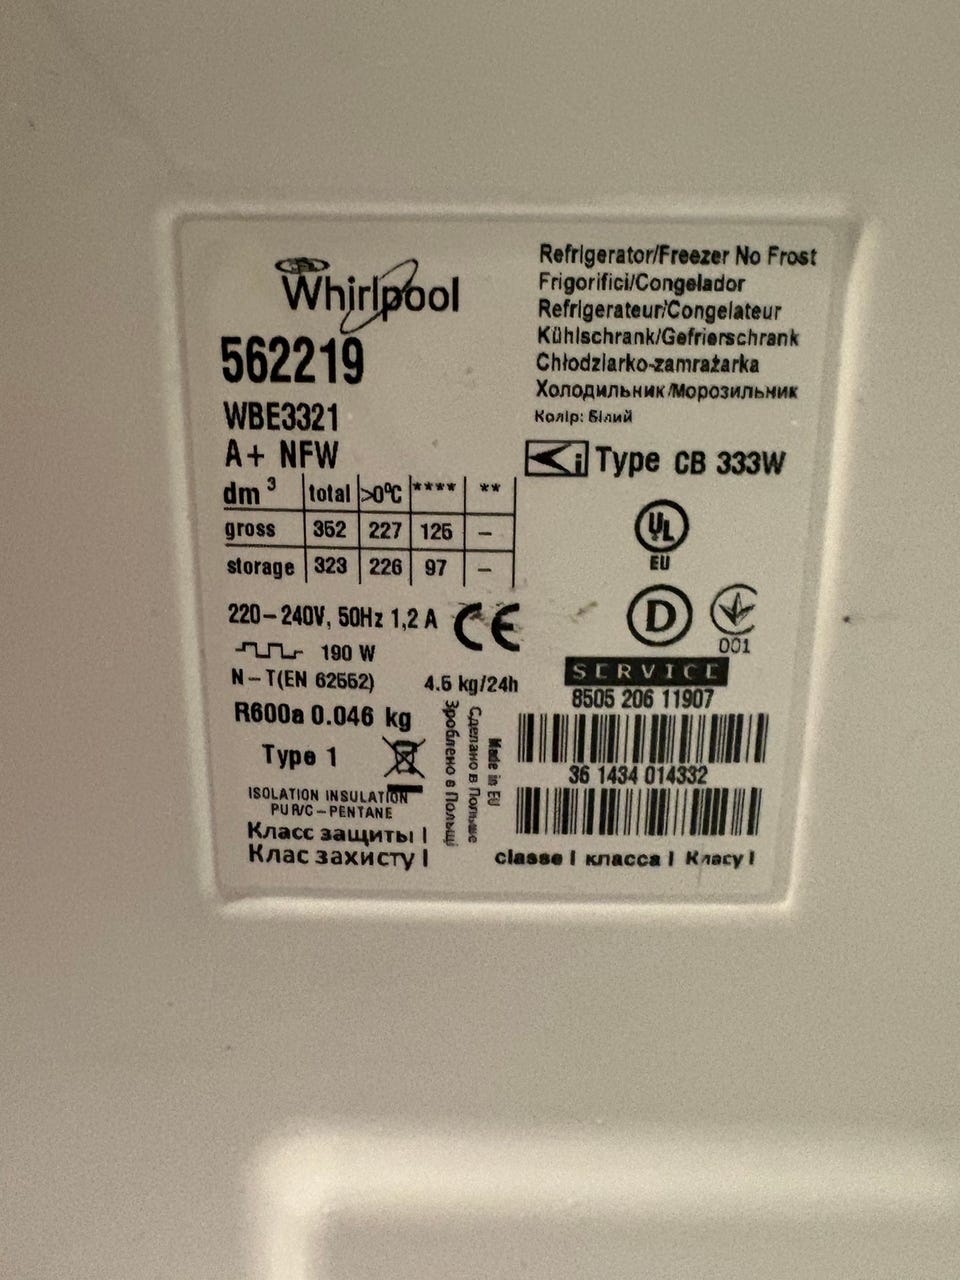 Whirlpool
562219
WBE3321
A+ NFW
dm³ total >0°C **** **
gross 352 227 125 –
storage 323 226 97 –
220–240V, 50Hz 1,2 A
CE
190 W
N–T(EN 62552) 4.5 kg/24h
R600a 0.046 kg
Type 1
ISOLATION INSULATION
PUR/C–PENTANE
Класс защиты I
Клас захисту I
Зроблено в Польщі
Сделано в Польше
Made in EU
Refrigerator/Freezer No Frost
Frigorifici/Congelador
Refrigerateur/Congelateur
Kühlschrank/Gefrierschrank
Chłodziarko-zamrażarka
Холодильник/Морозильник
Колір: Білий
i Type CB 333W
UL
EU
D
001
SERVICE
8505 206 11907
36 1434 014332
classe I класса I Класу I